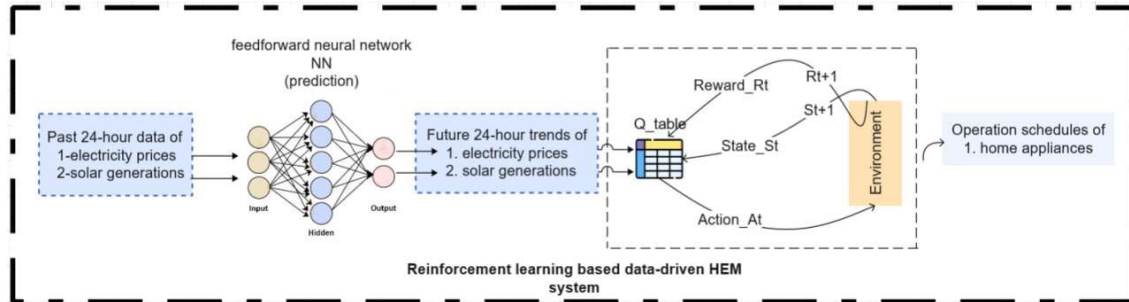 feedforward neural network
NN
(prediction)
Past 24-hour data of
1-electricity prices
2-solar generations
Input
Hidden
Output
Future 24-hour trends of
1. electricity prices
2. solar generations
Q_table
Reward_Rt
Rt+1
St+1
State_St
Action_At
Environment
Operation schedules of
1. home appliances
Reinforcement learning based data-driven HEM
system